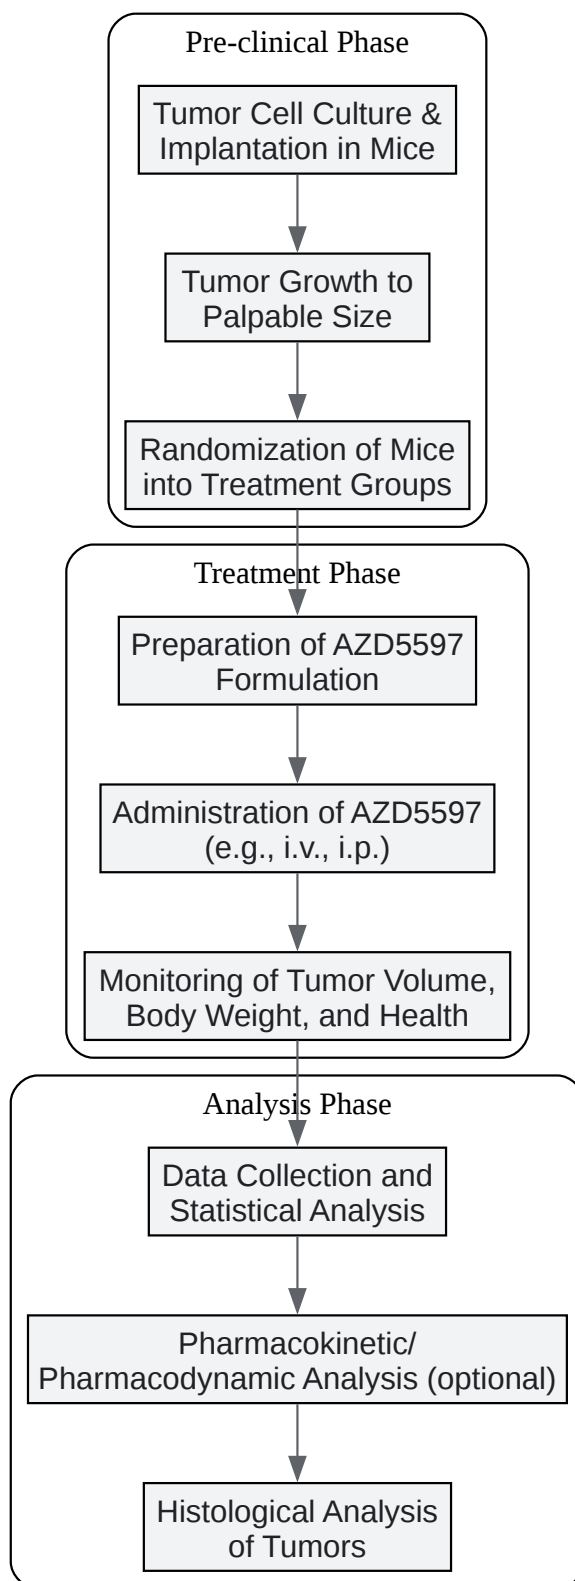 Pre-clinical Phase
Tumor Cell Culture &
Implantation in Mice
Tumor Growth to
Palpable Size
Randomization of Mice
into Treatment Groups
Treatment Phase
Preparation of AZD5597
Formulation
Administration of AZD5597
(e.g., i.v., i.p.)
Monitoring of Tumor Volume,
Body Weight, and Health
Analysis Phase
Data Collection and
Statistical Analysis
Pharmacokinetic/
Pharmacodynamic Analysis (optional)
Histological Analysis
of Tumors